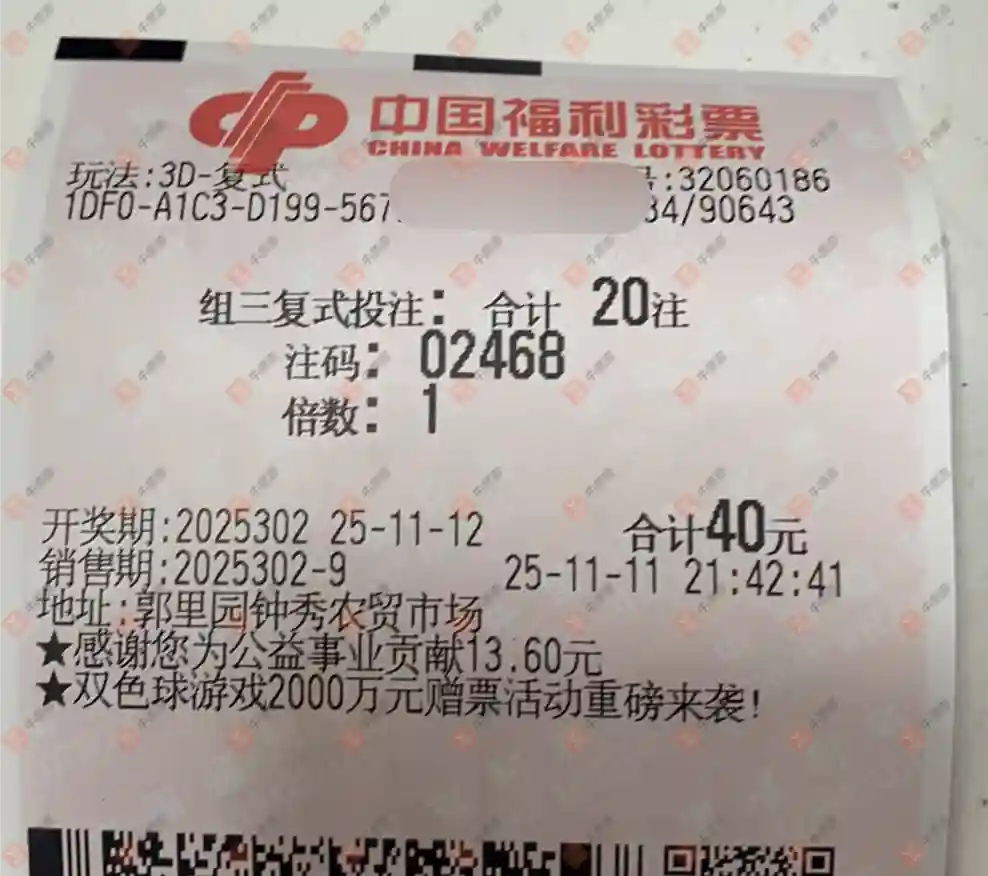 中国福利彩票
CHINA WELFARE LOTTERY
玩法:3D-复式 号:32060186
1DF0-A1C3-D199-567 34/90643
组三复式投注: 合计 20注
注码: 02468
倍数: 1
开奖期:2025302 25-11-12 合计40元
销售期:2025302-9 25-11-11 21:42:41
地址:郭里园钟秀农贸市场
★感谢您为公益事业贡献13.60元
★双色球游戏2000万元赠票活动重磅来袭!